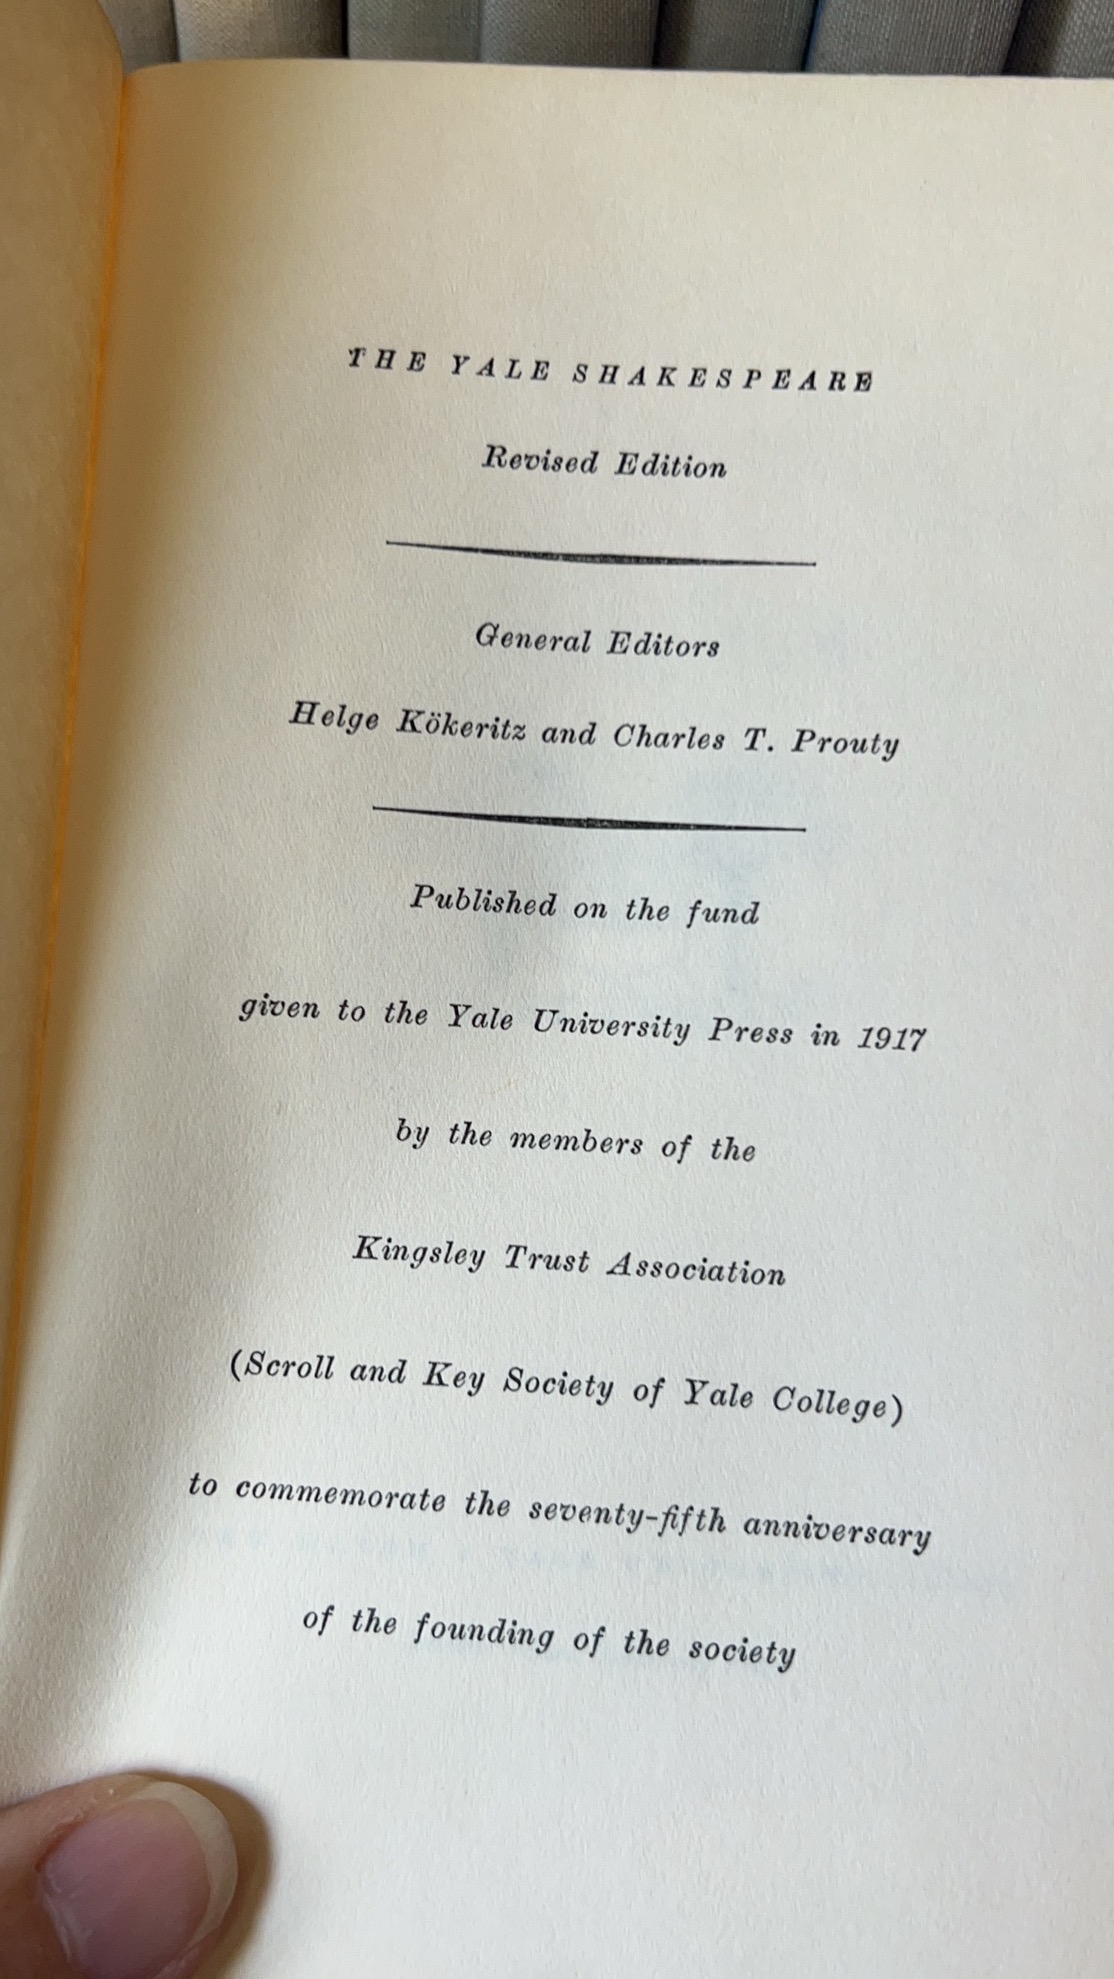 THE YALE SHAKESPEARE
Revised Edition
General Editors
Helge Kökeritz and Charles T. Prouty
Published on the fund
given to the Yale University Press in 1917
by the members of the
Kingsley Trust Association
(Scroll and Key Society of Yale College)
to commemorate the seventy-fifth anniversary
of the founding of the society